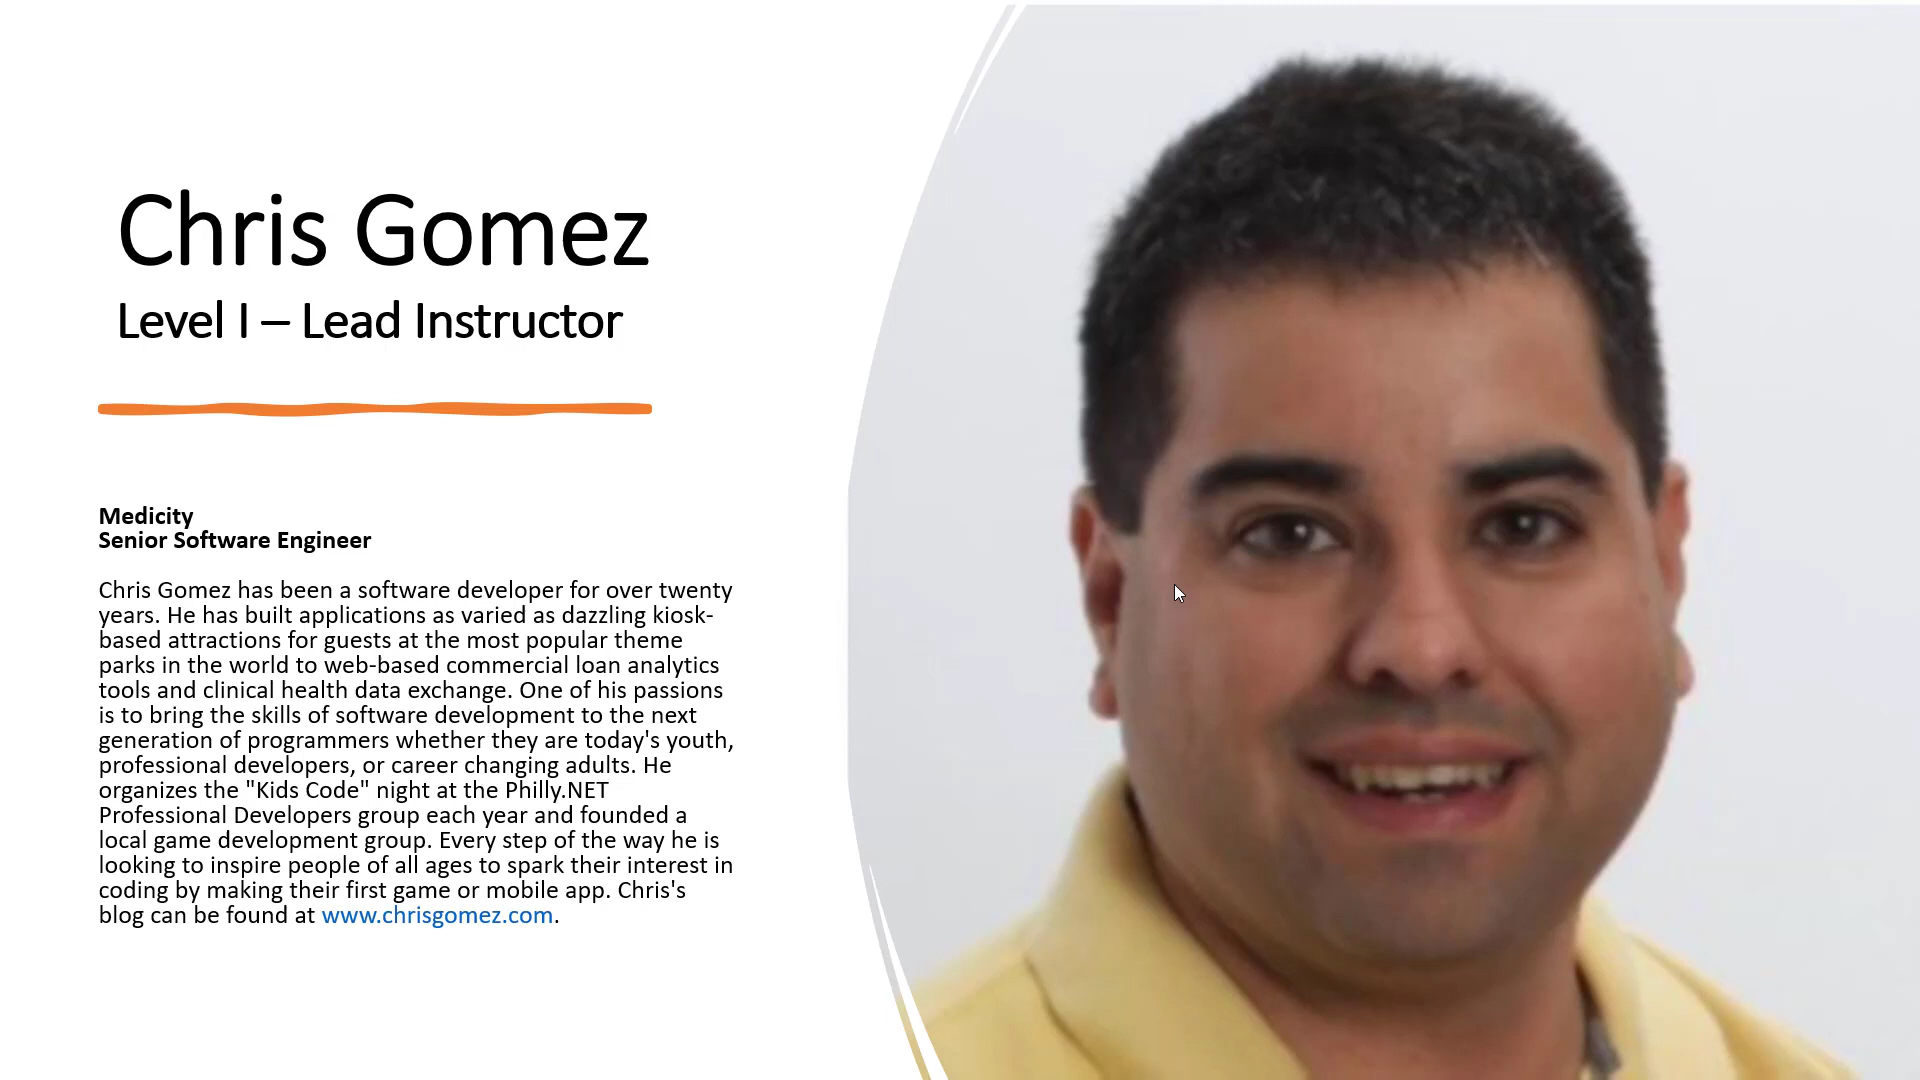 Chris Gomez
Level I – Lead Instructor
Medicity
Senior Software Engineer
Chris Gomez has been a software developer for over twenty
years. He has built applications as varied as dazzling kiosk-
based attractions for guests at the most popular theme
parks in the world to web-based commercial loan analytics
tools and clinical health data exchange. One of his passions
is to bring the skills of software development to the next
generation of programmers whether they are today's youth,
professional developers, or career changing adults. He
organizes the "Kids Code" night at the Philly.NET
Professional Developers group each year and founded a
local game development group. Every step of the way he is
looking to inspire people of all ages to spark their interest in
coding by making their first game or mobile app. Chris's
blog can be found at www.chrisgomez.com.